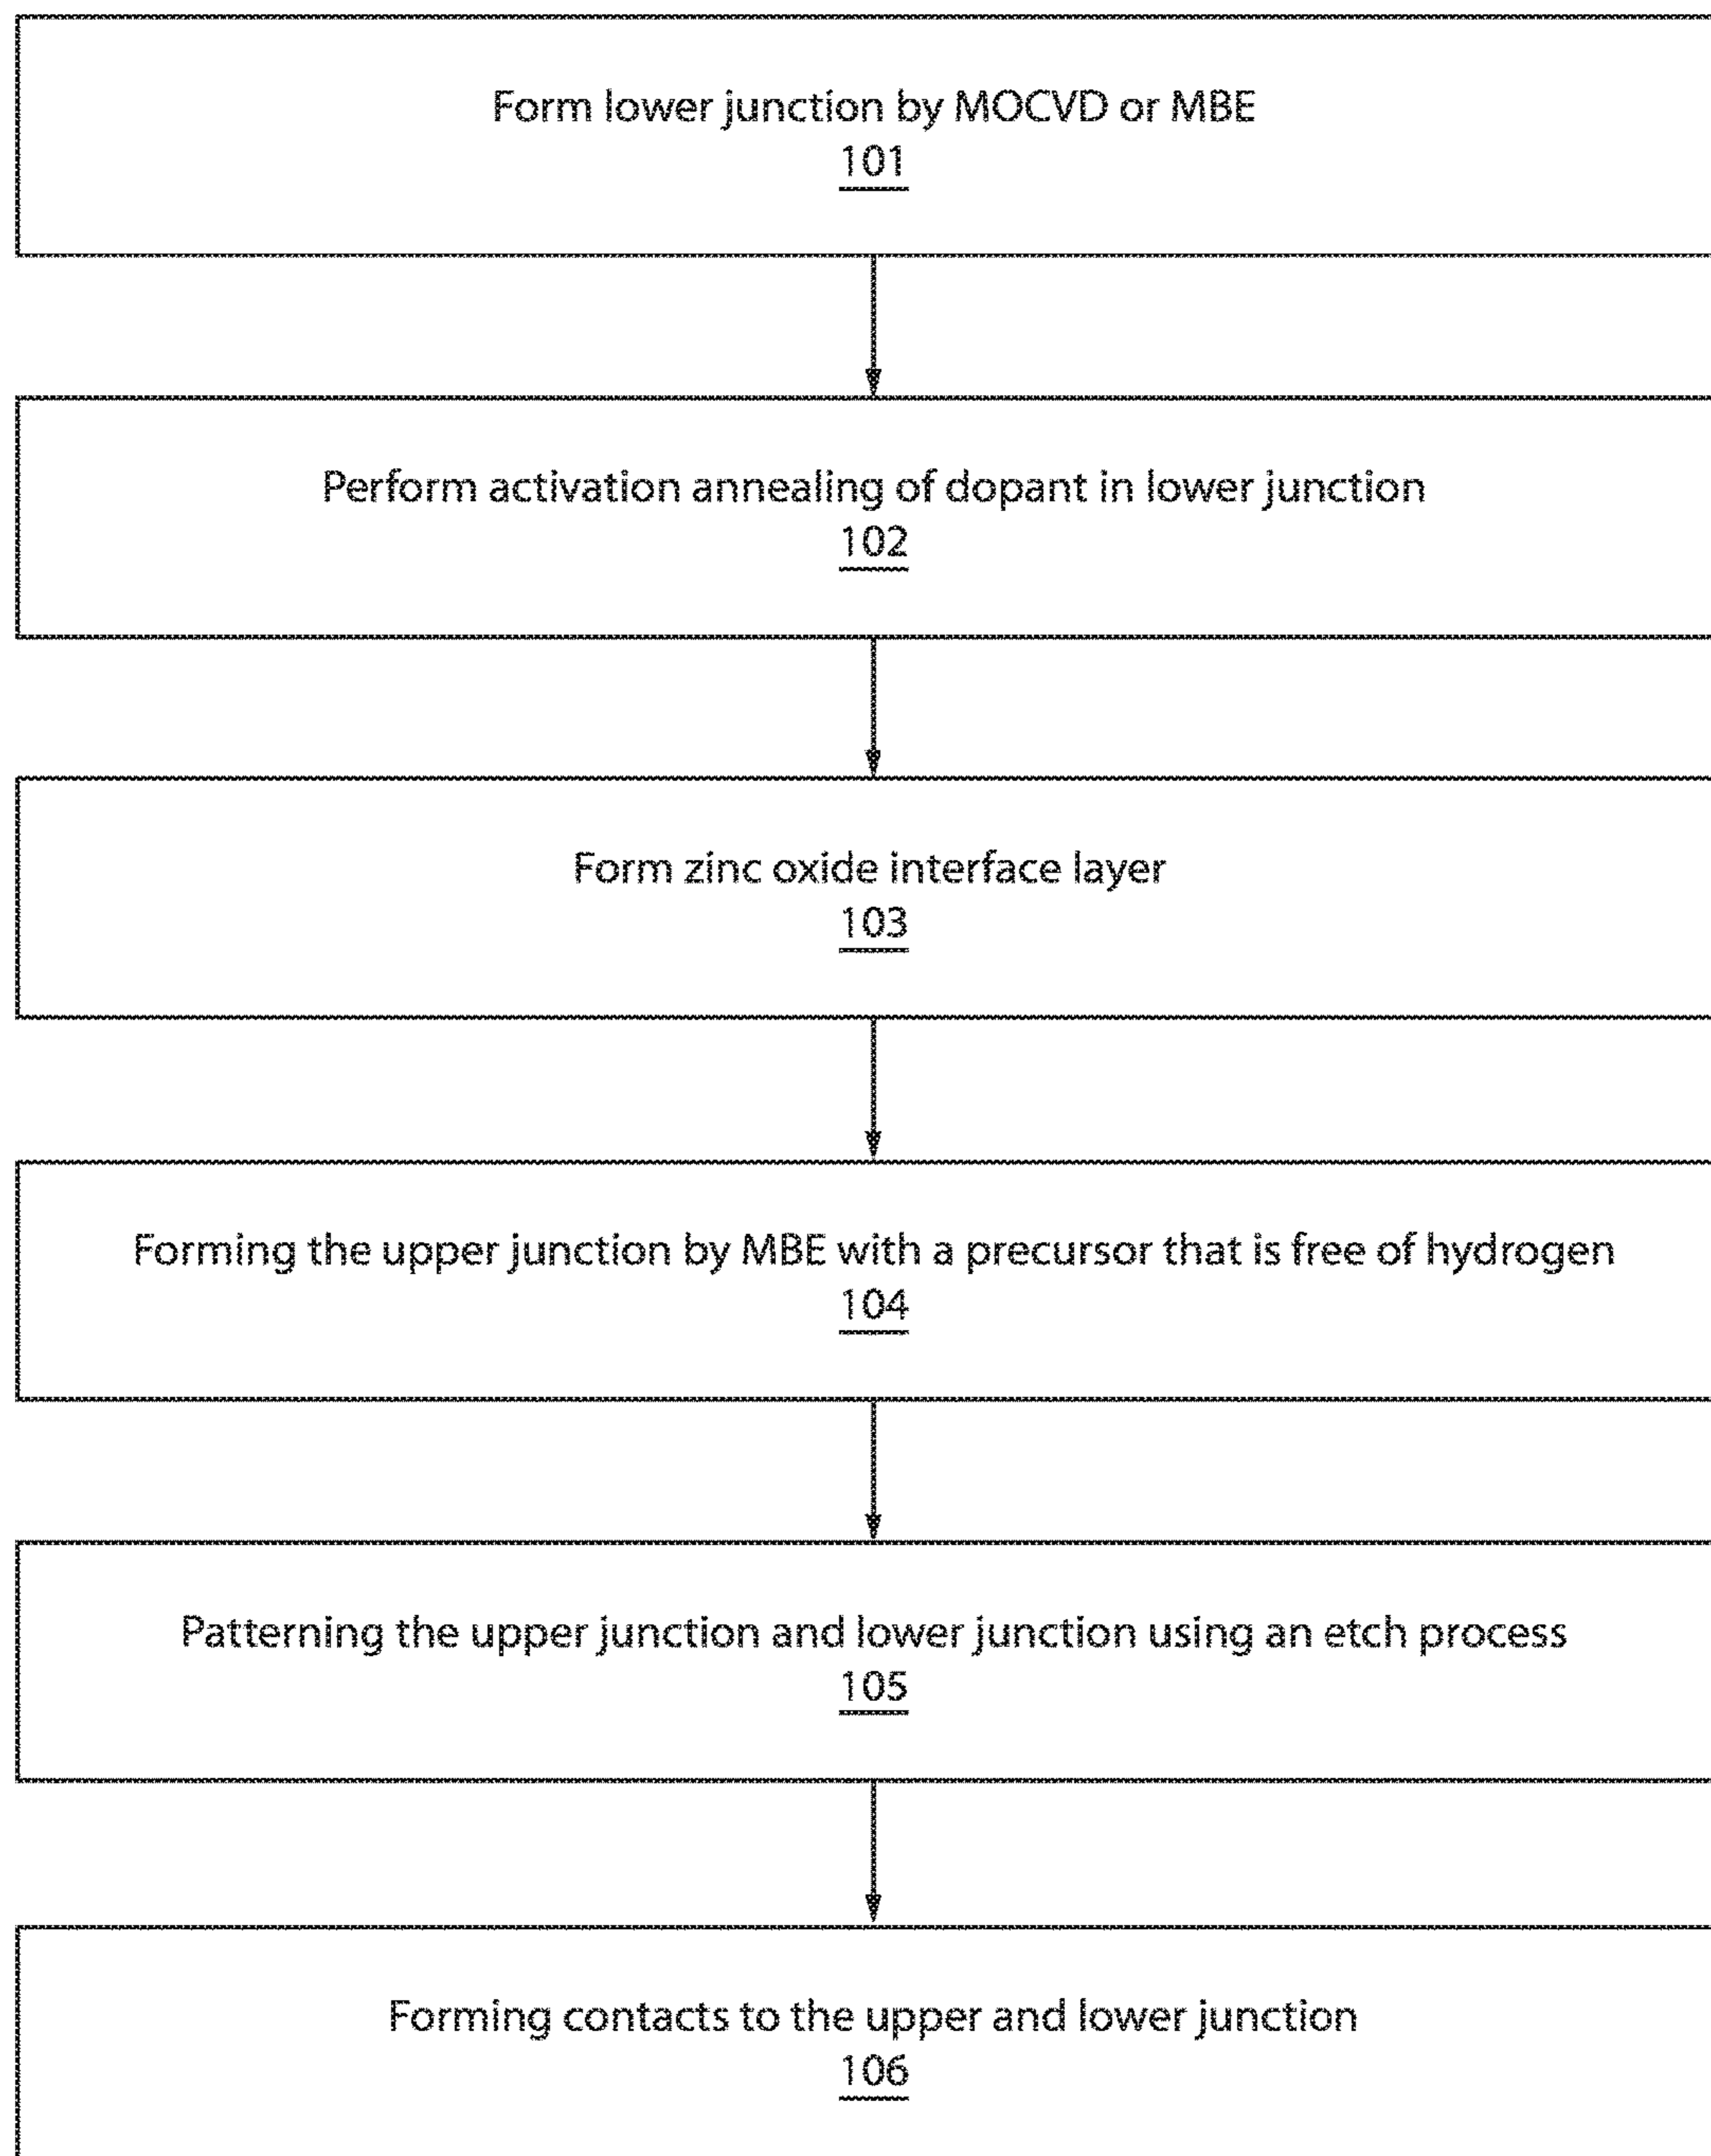 Form lower junction by MOCVD or MBE
101
Perform activation annealing of dopant in lower junction
102
Form zinc oxide interface layer
103
Forming the upper junction by MBE with a precursor that is free of hydrogen
104
Patterning the upper junction and lower junction using an etch process
105
Forming contacts to the upper and lower junction
106